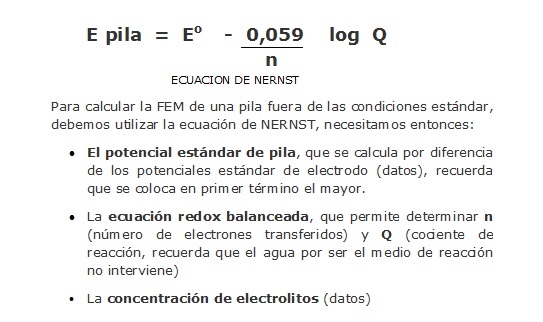 E pila = Eº - 0,059 log Q
n
ECUACION DE NERNST
Para calcular la FEM de una pila fuera de las condiciones estándar,
debemos utilizar la ecuación de NERNST, necesitamos entonces:
• El potencial estándar de pila, que se calcula por diferencia
de los potenciales estándar de electrodo (datos), recuerda
que se coloca en primer término el mayor.
• La ecuación redox balanceada, que permite determinar n
(número de electrones transferidos) y Q (cociente de
reacción, recuerda que el agua por ser el medio de reacción
no interviene)
• La concentración de electrolitos (datos)